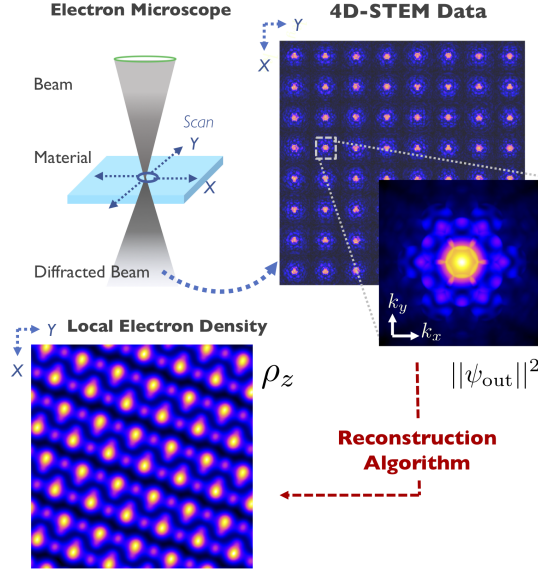 Electron Microscope
Beam
Material
Scan
Y
X
Diffracted Beam
4D-STEM Data
Y
X
k_y
k_x
||ψ_out||²
Reconstruction
Algorithm
Local Electron Density
Y
X
ρ_z